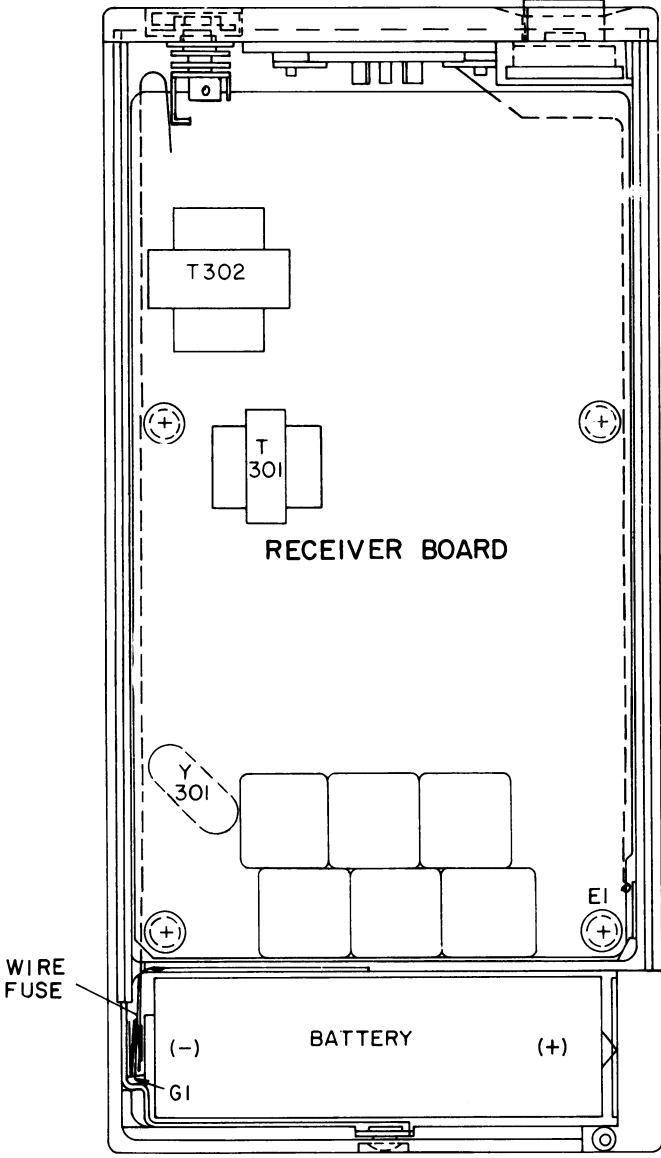 T302
T
301
RECEIVER BOARD
Y
301
E1
WIRE
FUSE
BATTERY
(-)
(+)
G1